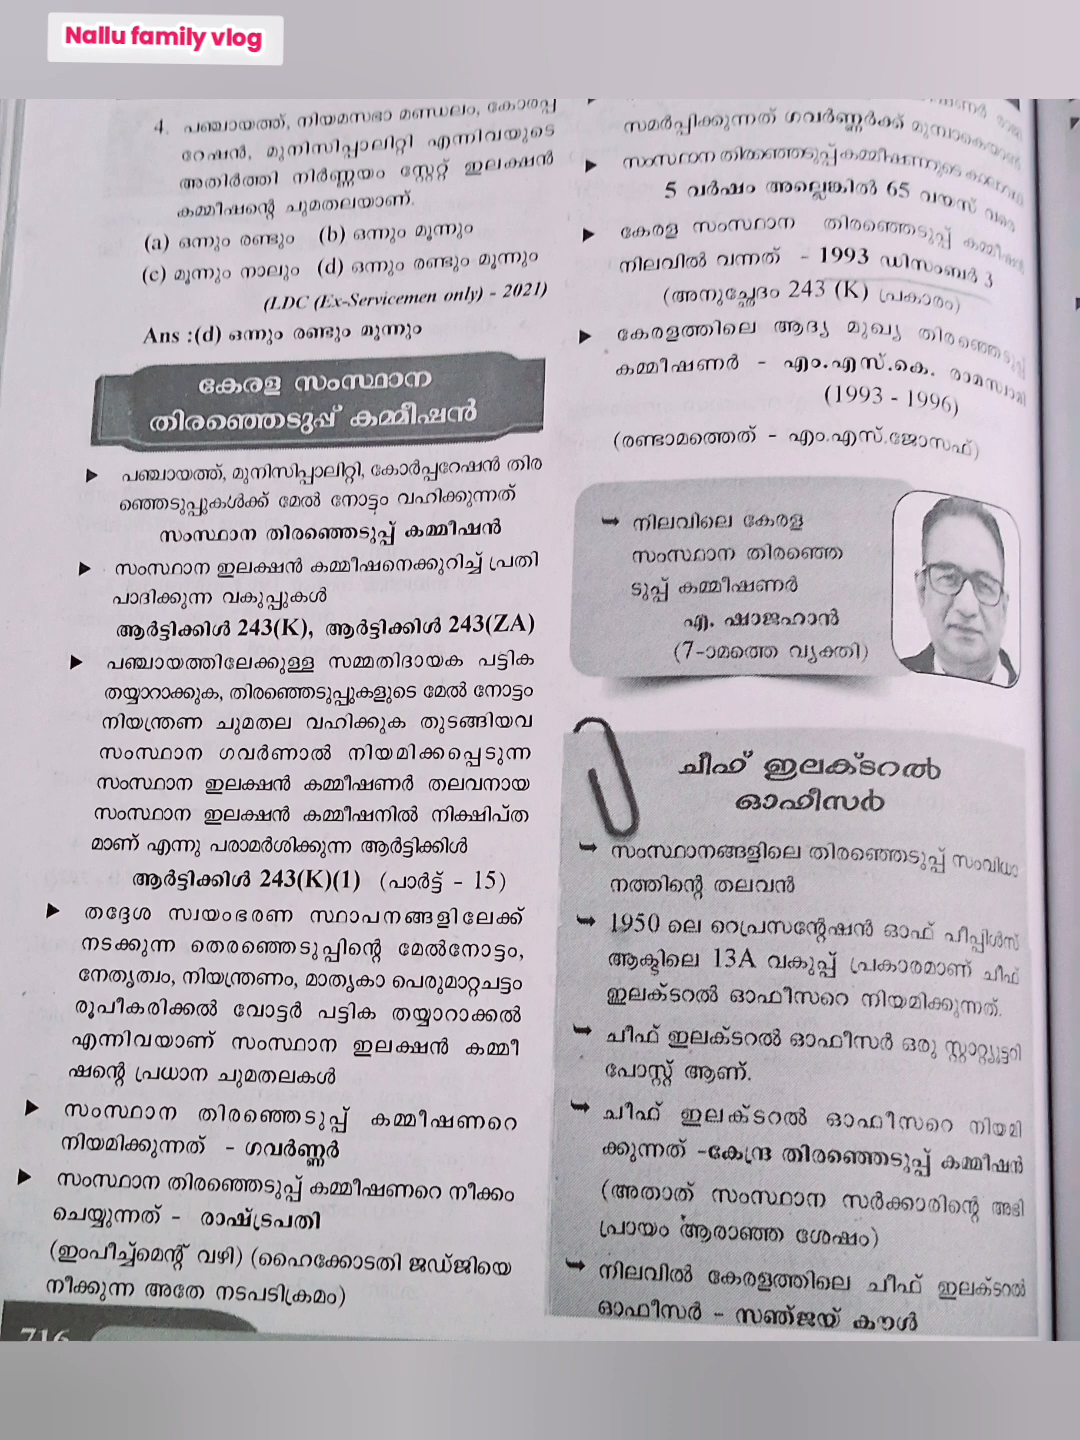 Nallu family vlog
4. പഞ്ചായത്ത്, നിയമസഭാ മണ്ഡലം, കോർപ്പ
റേഷൻ, മുനിസിപ്പാലിറ്റി എന്നിവയുടെ
അതിർത്തി നിർണ്ണയം സ്റ്റേറ്റ് ഇലക്ഷൻ
കമ്മീഷന്റെ ചുമതലയാണ്.
(a) ഒന്നും രണ്ടും (b) ഒന്നും മൂന്നും
(c) മൂന്നും നാലും (d) ഒന്നും രണ്ടും മൂന്നും
(LDC (Ex-Servicemen only) - 2021)
Ans :(d) ഒന്നും രണ്ടും മൂന്നും
കേരള സംസ്ഥാന
തിരഞ്ഞെടുപ്പ് കമ്മീഷൻ
പഞ്ചായത്ത്, മുനിസിപ്പാലിറ്റി, കോർപ്പറേഷൻ തിര
ഞ്ഞെടുപ്പുകൾക്ക് മേൽ നോട്ടം വഹിക്കുന്നത്
സംസ്ഥാന തിരഞ്ഞെടുപ്പ് കമ്മീഷൻ
സംസ്ഥാന ഇലക്ഷൻ കമ്മീഷനെക്കുറിച്ച് പ്രതി
പാദിക്കുന്ന വകുപ്പുകൾ
ആർട്ടിക്കിൾ 243(K), ആർട്ടിക്കിൾ 243(ZA)
പഞ്ചായത്തിലേക്കുള്ള സമ്മതിദായക പട്ടിക
തയ്യാറാക്കുക, തിരഞ്ഞെടുപ്പുകളുടെ മേൽ നോട്ടം
നിയന്ത്രണ ചുമതല വഹിക്കുക തുടങ്ങിയവ
സംസ്ഥാന ഗവർണാൽ നിയമിക്കപ്പെടുന്ന
സംസ്ഥാന ഇലക്ഷൻ കമ്മീഷണർ തലവനായ
സംസ്ഥാന ഇലക്ഷൻ കമ്മീഷനിൽ നിക്ഷിപ്ത
മാണ് എന്നു പരാമർശിക്കുന്ന ആർട്ടിക്കിൾ
ആർട്ടിക്കിൾ 243(K)(1) (പാർട്ട് - 15)
തദ്ദേശ സ്വയംഭരണ സ്ഥാപനങ്ങളിലേക്ക്
നടക്കുന്ന തെരഞ്ഞെടുപ്പിന്റെ മേൽനോട്ടം,
നേതൃത്വം, നിയന്ത്രണം, മാതൃകാ പെരുമാറ്റചട്ടം
രൂപീകരിക്കൽ വോട്ടർ പട്ടിക തയ്യാറാക്കൽ
എന്നിവയാണ് സംസ്ഥാന ഇലക്ഷൻ കമ്മീ
ഷന്റെ പ്രധാന ചുമതലകൾ
സംസ്ഥാന തിരഞ്ഞെടുപ്പ് കമ്മീഷണറെ
നിയമിക്കുന്നത് - ഗവർണ്ണർ
സംസ്ഥാന തിരഞ്ഞെടുപ്പ് കമ്മീഷണറെ നീക്കം
ചെയ്യുന്നത് - രാഷ്ട്രപതി
(ഇംപീച്ച്മെന്റ് വഴി) (ഹൈക്കോടതി ജഡ്ജിയെ
നീക്കുന്ന അതേ നടപടിക്രമം)
സമർപ്പിക്കുന്നത് ഗവർണ്ണർക്ക് മുമ്പാകെയാണ്
സംസ്ഥാന തിരഞ്ഞെടുപ്പ് കമ്മീഷണറുടെ കാലാവധി
5 വർഷം അല്ലെങ്കിൽ 65 വയസ് വരെ
കേരള സംസ്ഥാന തിരഞ്ഞെടുപ്പ് കമ്മീഷൻ
നിലവിൽ വന്നത് - 1993 ഡിസംബർ 3
(അനുച്ഛേദം 243 (K) പ്രകാരം)
കേരളത്തിലെ ആദ്യ മുഖ്യ തിരഞ്ഞെടുപ്പ്
കമ്മീഷണർ - എം.എസ്.കെ. രാമസ്വാമി
(1993 - 1996)
(രണ്ടാമത്തെത് - എം.എസ്.ജോസഫ്)
നിലവിലെ കേരള
സംസ്ഥാന തിരഞ്ഞെ
ടുപ്പ് കമ്മീഷണർ
എ. ഷാജഹാൻ
(7-ാമത്തെ വ്യക്തി)
ചീഫ് ഇലക്ടറൽ
ഓഫീസർ
സംസ്ഥാനങ്ങളിലെ തിരഞ്ഞെടുപ്പ് സംവിധാ
നത്തിന്റെ തലവൻ
1950 ലെ റെപ്രസന്റേഷൻ ഓഫ് പീപ്പിൾസ്
ആക്ടിലെ 13A വകുപ്പ് പ്രകാരമാണ് ചീഫ്
ഇലക്ടറൽ ഓഫീസറെ നിയമിക്കുന്നത്.
ചീഫ് ഇലക്ടറൽ ഓഫീസർ ഒരു സ്റ്റാറ്റ്യൂട്ടറി
പോസ്റ്റ് ആണ്.
ചീഫ് ഇലക്ടറൽ ഓഫീസറെ നിയമി
ക്കുന്നത് -കേന്ദ്ര തിരഞ്ഞെടുപ്പ് കമ്മീഷൻ
(അതാത് സംസ്ഥാന സർക്കാരിന്റെ അഭി
പ്രായം ആരാഞ്ഞ ശേഷം)
നിലവിൽ കേരളത്തിലെ ചീഫ് ഇലക്ടറൽ
ഓഫീസർ - സഞ്ജയ് കൗൾ
716